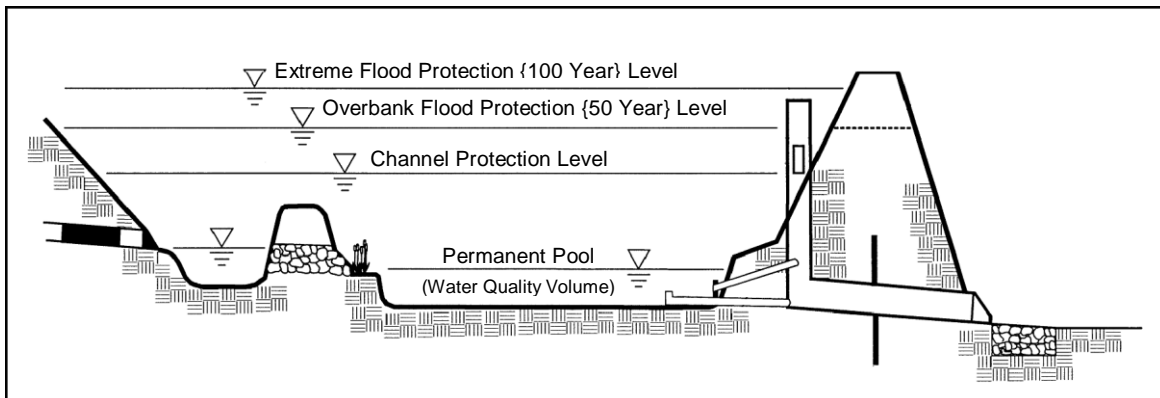 Extreme Flood Protection {100 Year} Level
Overbank Flood Protection {50 Year} Level
Channel Protection Level
Permanent Pool
(Water Quality Volume)